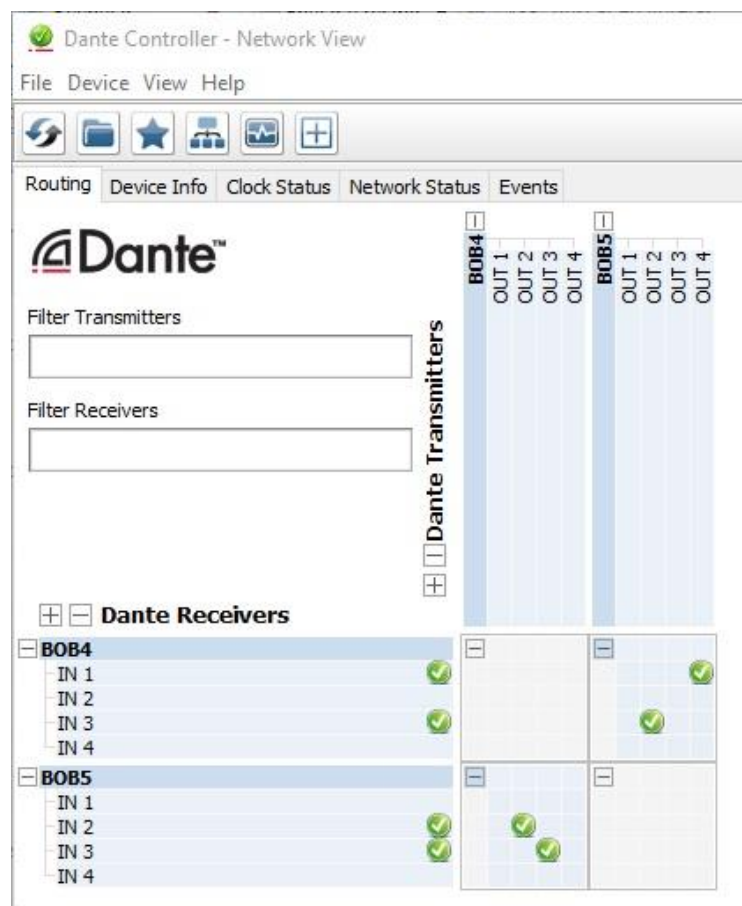 Dante Controller - Network View
File Device View Help
Routing Device Info Clock Status Network Status Events
Dante™
Filter Transmitters
Filter Receivers
Dante Transmitters
BOB4
OUT 1
OUT 2
OUT 3
OUT 4
BOB5
OUT 1
OUT 2
OUT 3
OUT 4
Dante Receivers
BOB4
IN 1
IN 2
IN 3
IN 4
BOB5
IN 1
IN 2
IN 3
IN 4